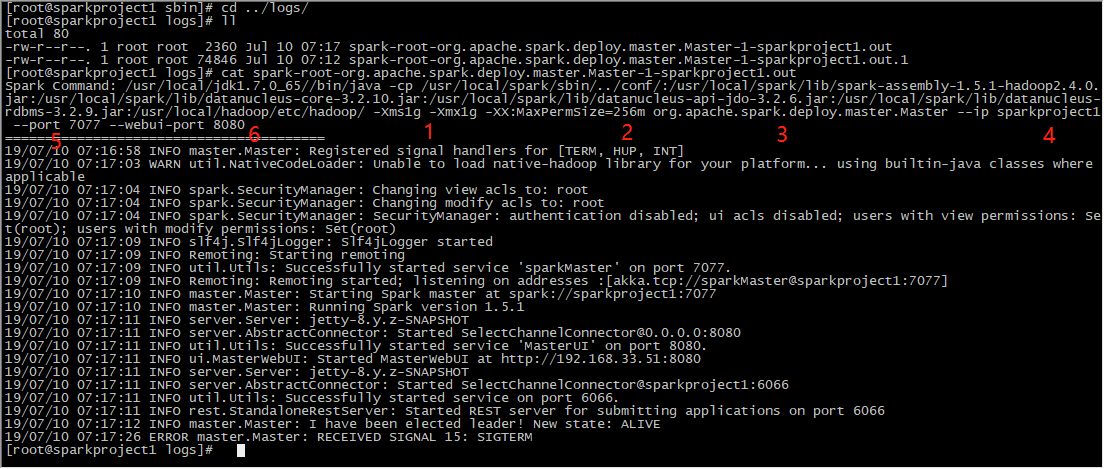 [root@sparkproject1 sbin]# cd ../logs/
[root@sparkproject1 logs]# ll
total 80
-rw-r--r--. 1 root root  2360 Jul 10 07:17 spark-root-org.apache.spark.deploy.master.Master-1-sparkproject1.out
-rw-r--r--. 1 root root 74846 Jul 10 07:12 spark-root-org.apache.spark.deploy.master.Master-1-sparkproject1.out.1
[root@sparkproject1 logs]# cat spark-root-org.apache.spark.deploy.master.Master-1-sparkproject1.out
Spark Command: /usr/local/jdk1.7.0_65//bin/java -cp /usr/local/spark/sbin/../conf/:/usr/local/spark/lib/spark-assembly-1.5.1-hadoop2.4.0.
jar:/usr/local/spark/lib/datanucleus-core-3.2.10.jar:/usr/local/spark/lib/datanucleus-api-jdo-3.2.6.jar:/usr/local/spark/lib/datanucleus-
rdbms-3.2.9.jar:/usr/local/hadoop/etc/hadoop/ -Xms1g -Xmx1g -XX:MaxPermSize=256m org.apache.spark.deploy.master.Master --ip sparkproject1
 --port 7077 --webui-port 8080
5 6 1 2 3 4
========================================
19/07/10 07:16:58 INFO master.Master: Registered signal handlers for [TERM, HUP, INT]
19/07/10 07:17:03 WARN util.NativeCodeLoader: Unable to load native-hadoop library for your platform... using builtin-java classes where
applicable
19/07/10 07:17:04 INFO spark.SecurityManager: Changing view acls to: root
19/07/10 07:17:04 INFO spark.SecurityManager: Changing modify acls to: root
19/07/10 07:17:04 INFO spark.SecurityManager: SecurityManager: authentication disabled; ui acls disabled; users with view permissions: Se
t(root); users with modify permissions: Set(root)
19/07/10 07:17:09 INFO slf4j.Slf4jLogger: Slf4jLogger started
19/07/10 07:17:09 INFO Remoting: Starting remoting
19/07/10 07:17:09 INFO util.Utils: Successfully started service 'sparkMaster' on port 7077.
19/07/10 07:17:09 INFO Remoting: Remoting started; listening on addresses :[akka.tcp://sparkMaster@sparkproject1:7077]
19/07/10 07:17:10 INFO master.Master: Starting Spark master at spark://sparkproject1:7077
19/07/10 07:17:10 INFO master.Master: Running Spark version 1.5.1
19/07/10 07:17:11 INFO server.Server: jetty-8.y.z-SNAPSHOT
19/07/10 07:17:11 INFO server.AbstractConnector: Started SelectChannelConnector@0.0.0.0:8080
19/07/10 07:17:11 INFO util.Utils: Successfully started service 'MasterUI' on port 8080.
19/07/10 07:17:11 INFO ui.MasterWebUI: Started MasterWebUI at http://192.168.33.51:8080
19/07/10 07:17:11 INFO server.Server: jetty-8.y.z-SNAPSHOT
19/07/10 07:17:11 INFO server.AbstractConnector: Started SelectChannelConnector@sparkproject1:6066
19/07/10 07:17:11 INFO util.Utils: Successfully started service on port 6066.
19/07/10 07:17:11 INFO rest.StandaloneRestServer: Started REST server for submitting applications on port 6066
19/07/10 07:17:12 INFO master.Master: I have been elected leader! New state: ALIVE
19/07/10 07:17:26 ERROR master.Master: RECEIVED SIGNAL 15: SIGTERM
[root@sparkproject1 logs]#